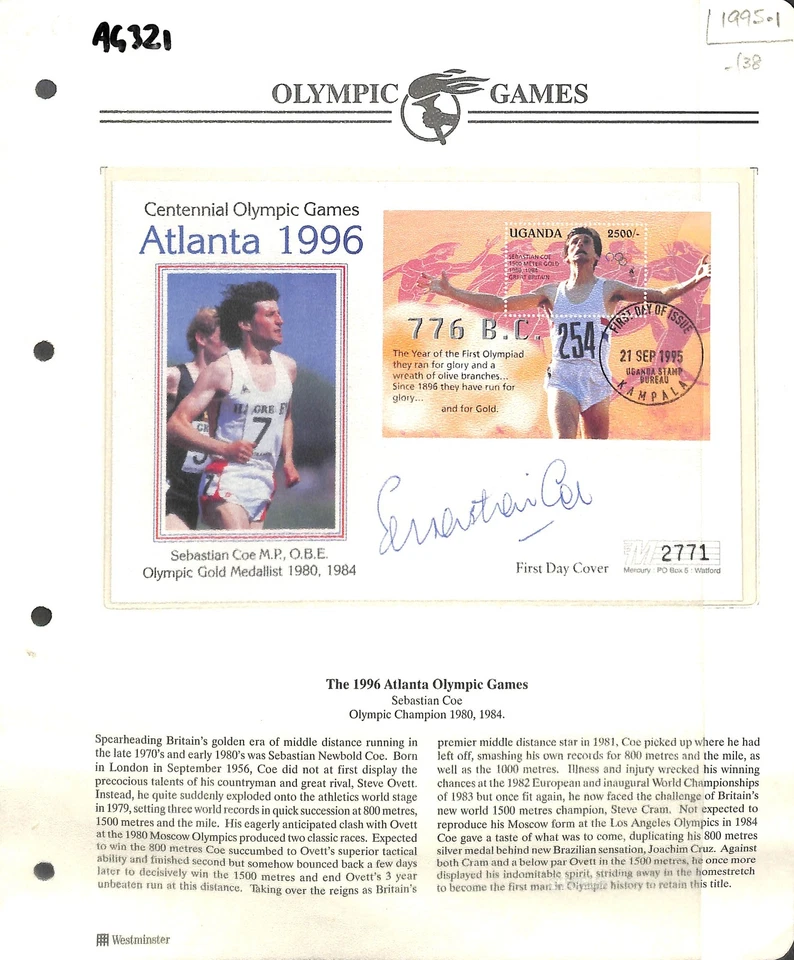 AG321
1995.1
-/38
OLYMPIC GAMES
Centennial Olympic Games
Atlanta 1996
HARGRE
7
Sebastian Coe M.P., O.B.E.
Olympic Gold Medallist 1980, 1984
UGANDA 2500/-
SEBASTIAN COE
1500 METER GOLD
1980, 1984
GREAT BRITAIN
776 B.C.
254
The Year of the First Olympiad
they ran for glory and a
wreath of olive branches...
Since 1896 they have run for
glory...
and for Gold.
FIRST DAY OF ISSUE
21 SEP 1995
UGANDA STAMP
BUREAU
KAMPALA
Sebastian Coe
First Day Cover
MP 2771
Mercury : PO Box 5 : Watford
The 1996 Atlanta Olympic Games
Sebastian Coe
Olympic Champion 1980, 1984.
Spearheading Britain's golden era of middle distance running in
the late 1970's and early 1980's was Sebastian Newbold Coe. Born
in London in September 1956, Coe did not at first display the
precocious talents of his countryman and great rival, Steve Ovett.
Instead, he quite suddenly exploded onto the athletics world stage
in 1979, setting three world records in quick succession at 800 metres,
1500 metres and the mile. His eagerly anticipated clash with Ovett
at the 1980 Moscow Olympics produced two classic races. Expected
to win the 800 metres Coe succumbed to Ovett's superior tactical
ability and finished second but somehow bounced back a few days
later to decisively win the 1500 metres and end Ovett's 3 year
unbeaten run at this distance. Taking over the reigns as Britain's
premier middle distance star in 1981, Coe picked up where he had
left off, smashing his own records for 800 metres and the mile, as
well as the 1000 metres. Illness and injury wrecked his winning
chances at the 1982 European and inaugural World Championships
of 1983 but once fit again, he now faced the challenge of Britain's
new world 1500 metres champion, Steve Cram. Not expected to
reproduce his Moscow form at the Los Angeles Olympics in 1984
Coe gave a taste of what was to come, duplicating his 800 metres
silver medal behind new Brazilian sensation, Joachim Cruz. Against
both Cram and a below par Ovett in the 1500 metres, he once more
displayed his indomitable spirit, striding away in the homestretch
to become the first man in Olympic history to retain this title.
Westminster